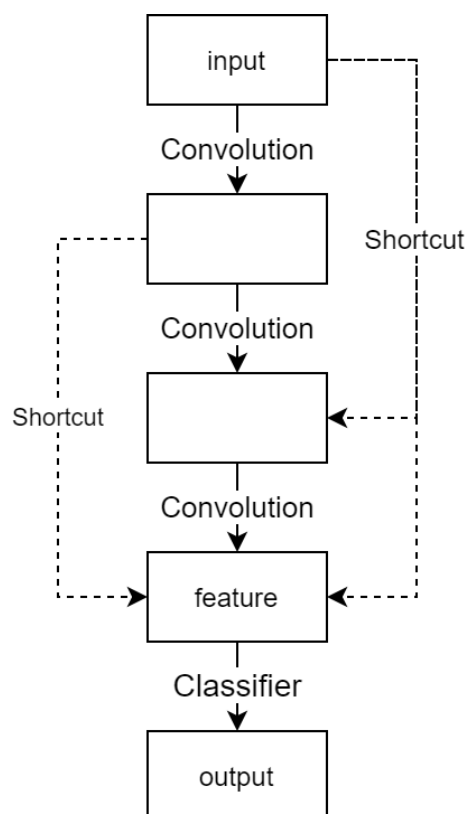 input
Convolution
Shortcut
Convolution
Shortcut
Convolution
feature
Classifier
output